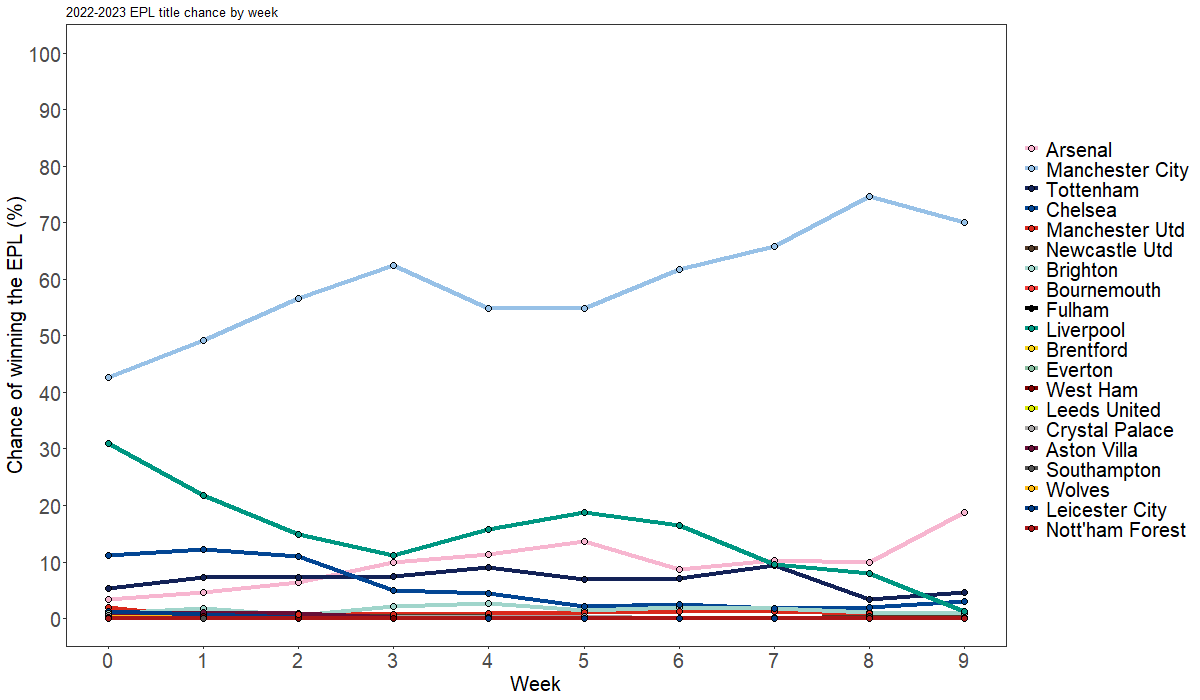 2022-2023 EPL title chance by week
Chance of winning the EPL (%)
100
90
80
70
60
50
40
30
20
10
0
0 1 2 3 4 5 6 7 8 9
Week
Arsenal
Manchester City
Tottenham
Chelsea
Manchester Utd
Newcastle Utd
Brighton
Bournemouth
Fulham
Liverpool
Brentford
Everton
West Ham
Leeds United
Crystal Palace
Aston Villa
Southampton
Wolves
Leicester City
Nott'ham Forest